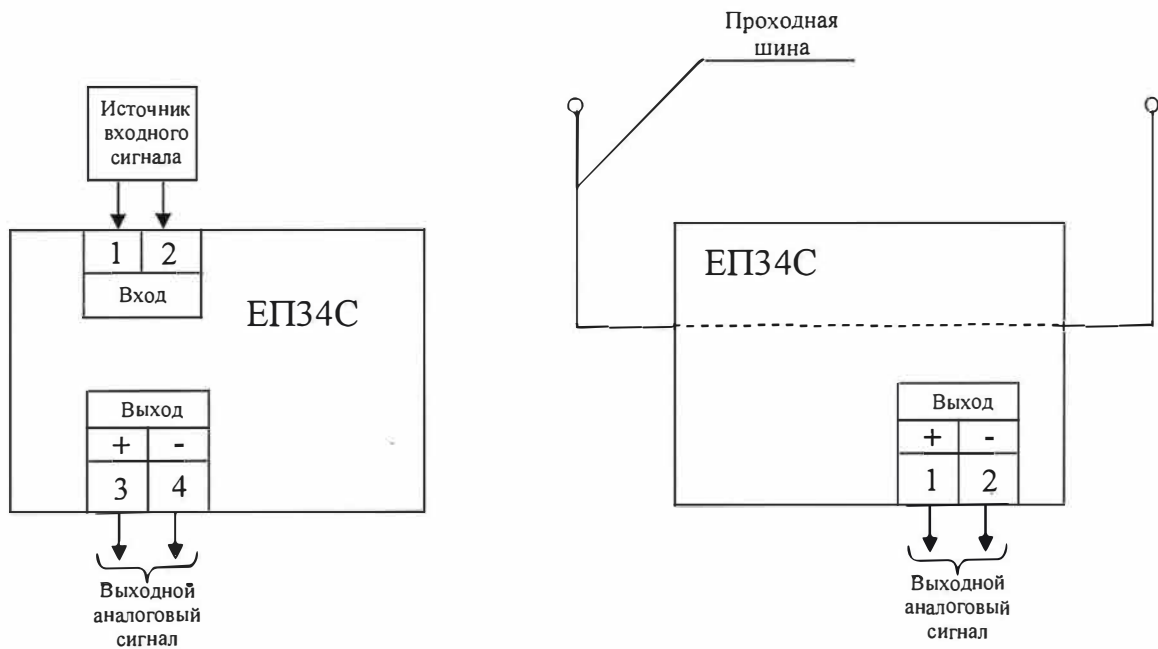 Источник
входного
сигнала
1 2
Вход
ЕП34С
Выход
+ -
3 4
Выходной
аналоговый
сигнал
Проходная
шина
ЕП34С
Выход
+ -
1 2
Выходной
аналоговый
сигнал